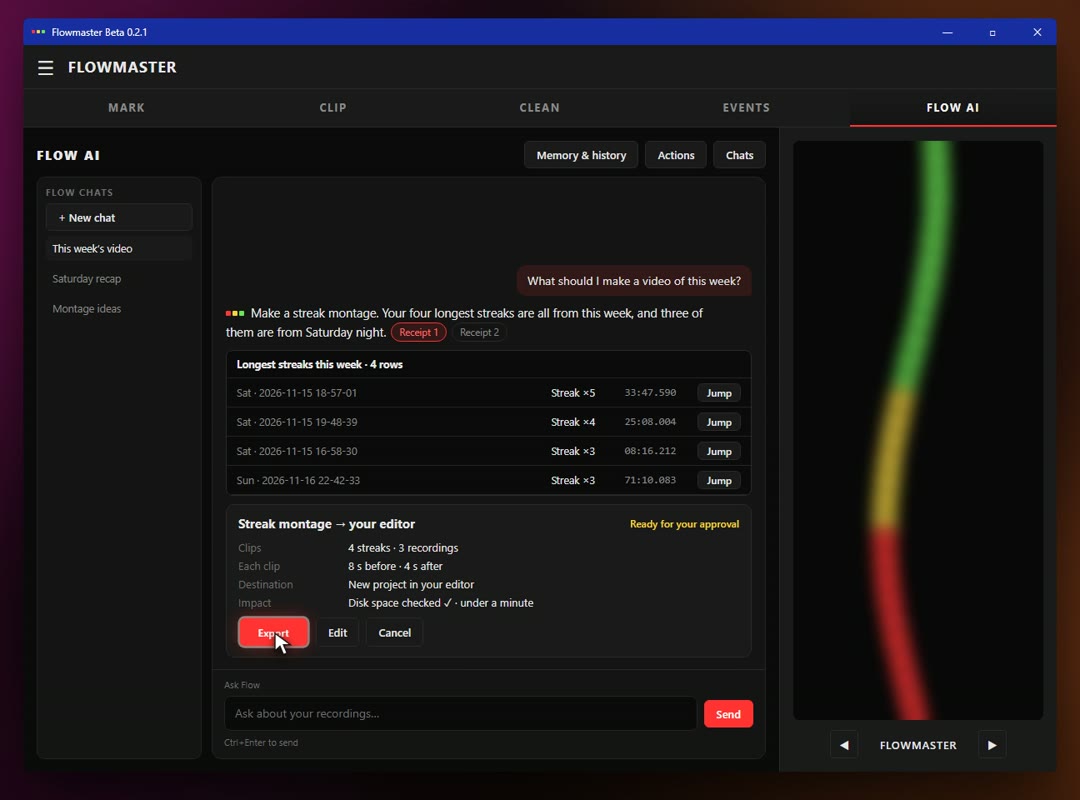 Flowmaster Beta 0.2.1
FLOWMASTER
MARK CLIP CLEAN EVENTS FLOW AI
FLOW AI
Memory & history Actions Chats
FLOW CHATS
+ New chat
This week's video
Saturday recap
Montage ideas
What should I make a video of this week?
Make a streak montage. Your four longest streaks are all from this week, and three of
them are from Saturday night. Receipt 1 Receipt 2
Longest streaks this week · 4 rows
Sat · 2026-11-15 18-57-01 Streak ×5 33:47.590 Jump
Sat · 2026-11-15 19-48-39 Streak ×4 25:08.004 Jump
Sat · 2026-11-15 16-58-30 Streak ×3 08:16.212 Jump
Sun · 2026-11-16 22-42-33 Streak ×3 71:10.083 Jump
Streak montage → your editor Ready for your approval
Clips 4 streaks · 3 recordings
Each clip 8 s before · 4 s after
Destination New project in your editor
Impact Disk space checked ✓ · under a minute
Export Edit Cancel
Ask Flow
Ask about your recordings...
Send
Ctrl+Enter to send
FLOWMASTER